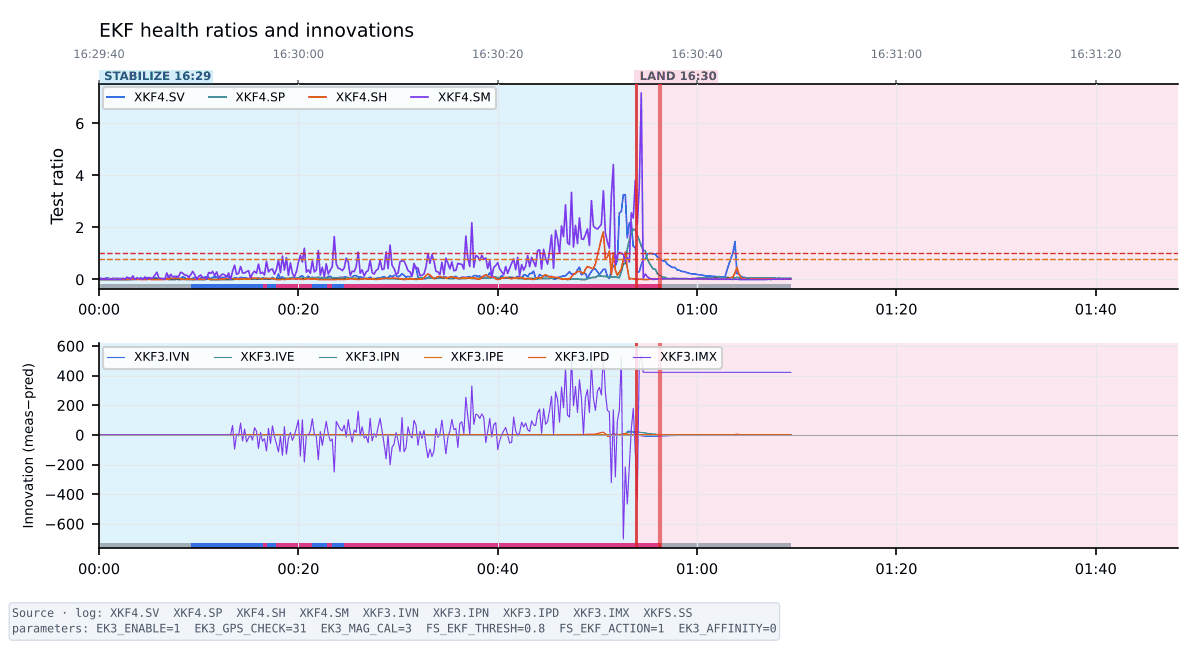 EKF health ratios and innovations
16:29:40 16:30:00 16:30:20 16:30:40 16:31:00 16:31:20
STABILIZE 16:29 LAND 16:30
XKF4.SV XKF4.SP XKF4.SH XKF4.SM
Test ratio
6
4
2
0
00:00 00:20 00:40 01:00 01:20 01:40
XKF3.IVN XKF3.IVE XKF3.IPN XKF3.IPE XKF3.IPD XKF3.IMX
Innovation (meas−pred)
600
400
200
0
−200
−400
−600
00:00 00:20 00:40 01:00 01:20 01:40
Source · log: XKF4.SV XKF4.SP XKF4.SH XKF4.SM XKF3.IVN XKF3.IPN XKF3.IPD XKF3.IMX XKFS.SS
parameters: EK3_ENABLE=1 EK3_GPS_CHECK=31 EK3_MAG_CAL=3 FS_EKF_THRESH=0.8 FS_EKF_ACTION=1 EK3_AFFINITY=0